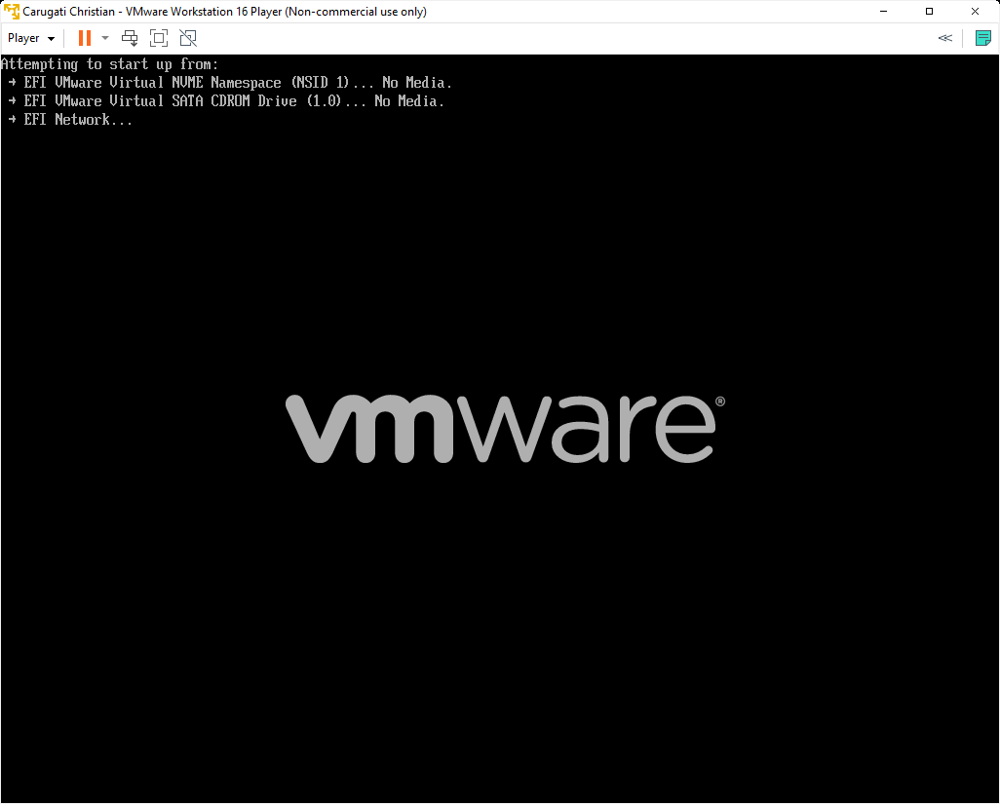 Carugati Christian - VMware Workstation 16 Player (Non-commercial use only)
Player
Attempting to start up from:
→ EFI VMware Virtual NVME Namespace (NSID 1)... No Media.
→ EFI VMware Virtual SATA CDROM Drive (1.0)... No Media.
→ EFI Network...
vmware®